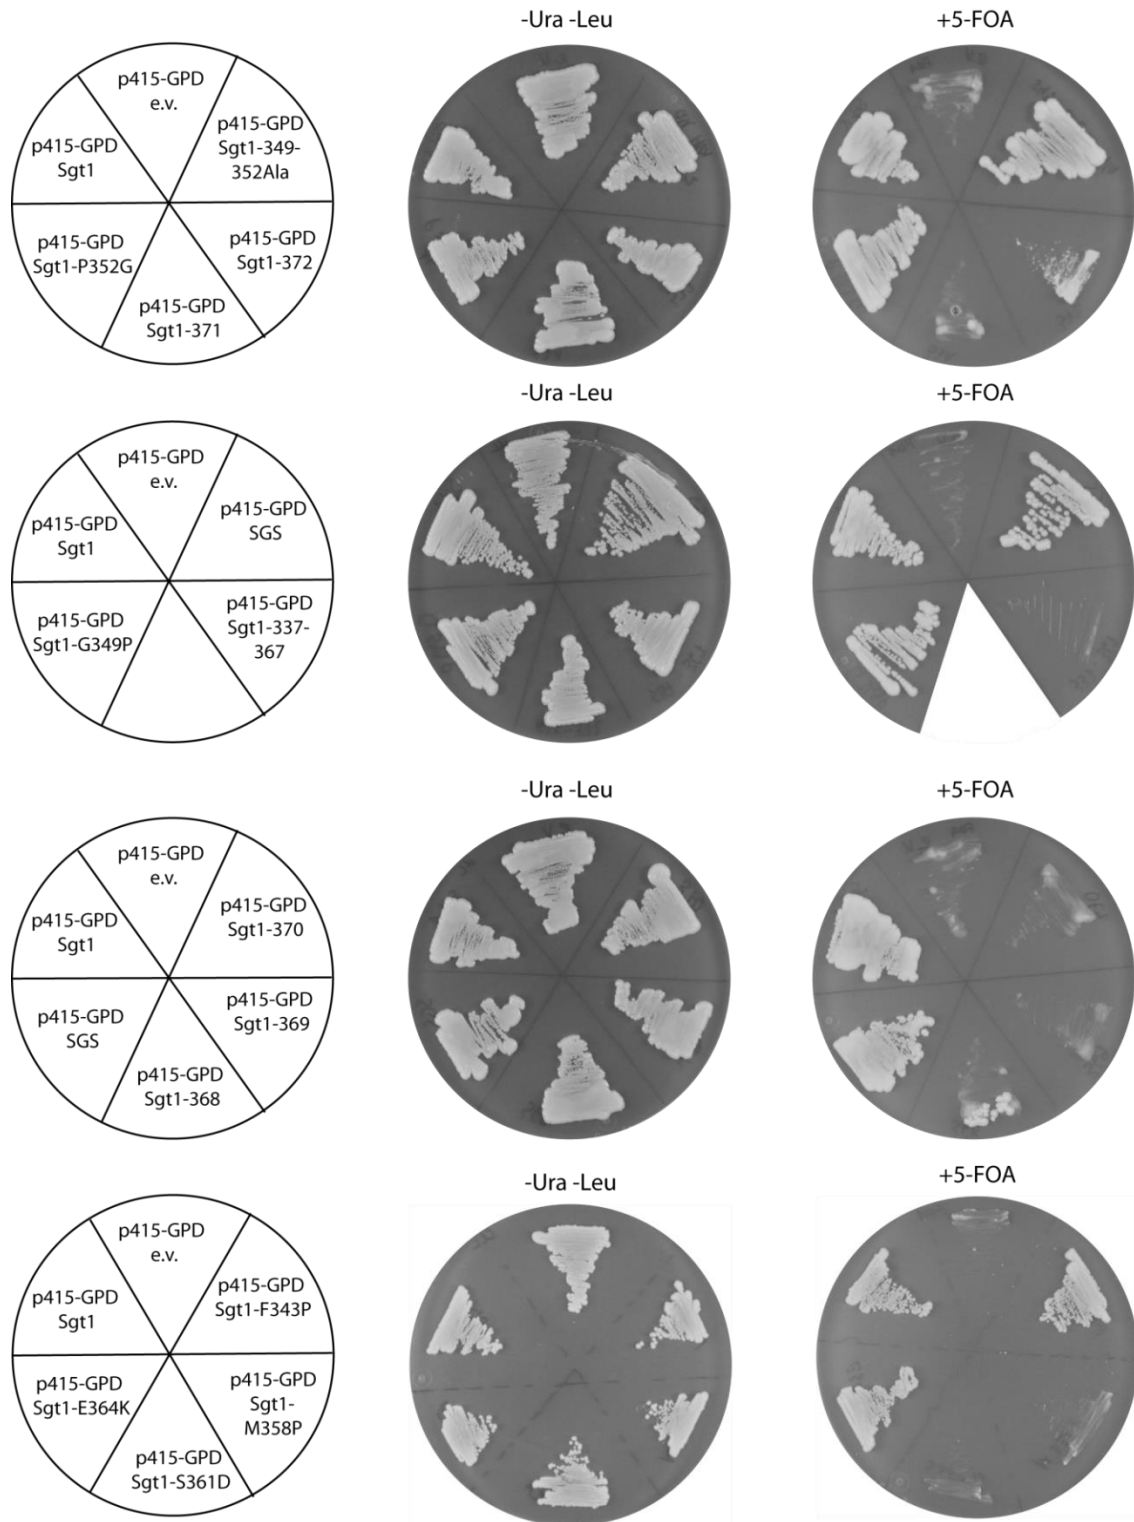 -Ura -Leu
+5-FOA
p415-GPD
e.v.
p415-GPD
Sgt1-349-
352Ala
p415-GPD
Sgt1
p415-GPD
Sgt1-P352G
p415-GPD
Sgt1-372
p415-GPD
Sgt1-371
-Ura -Leu
+5-FOA
p415-GPD
e.v.
p415-GPD
SGS
p415-GPD
Sgt1
p415-GPD
Sgt1-G349P
p415-GPD
Sgt1-337-
367
-Ura -Leu
+5-FOA
p415-GPD
e.v.
p415-GPD
Sgt1-370
p415-GPD
Sgt1
p415-GPD
SGS
p415-GPD
Sgt1-369
p415-GPD
Sgt1-368
-Ura -Leu
+5-FOA
p415-GPD
e.v.
p415-GPD
Sgt1-F343P
p415-GPD
Sgt1
p415-GPD
Sgt1-E364K
p415-GPD
Sgt1-
M358P
p415-GPD
Sgt1-S361D